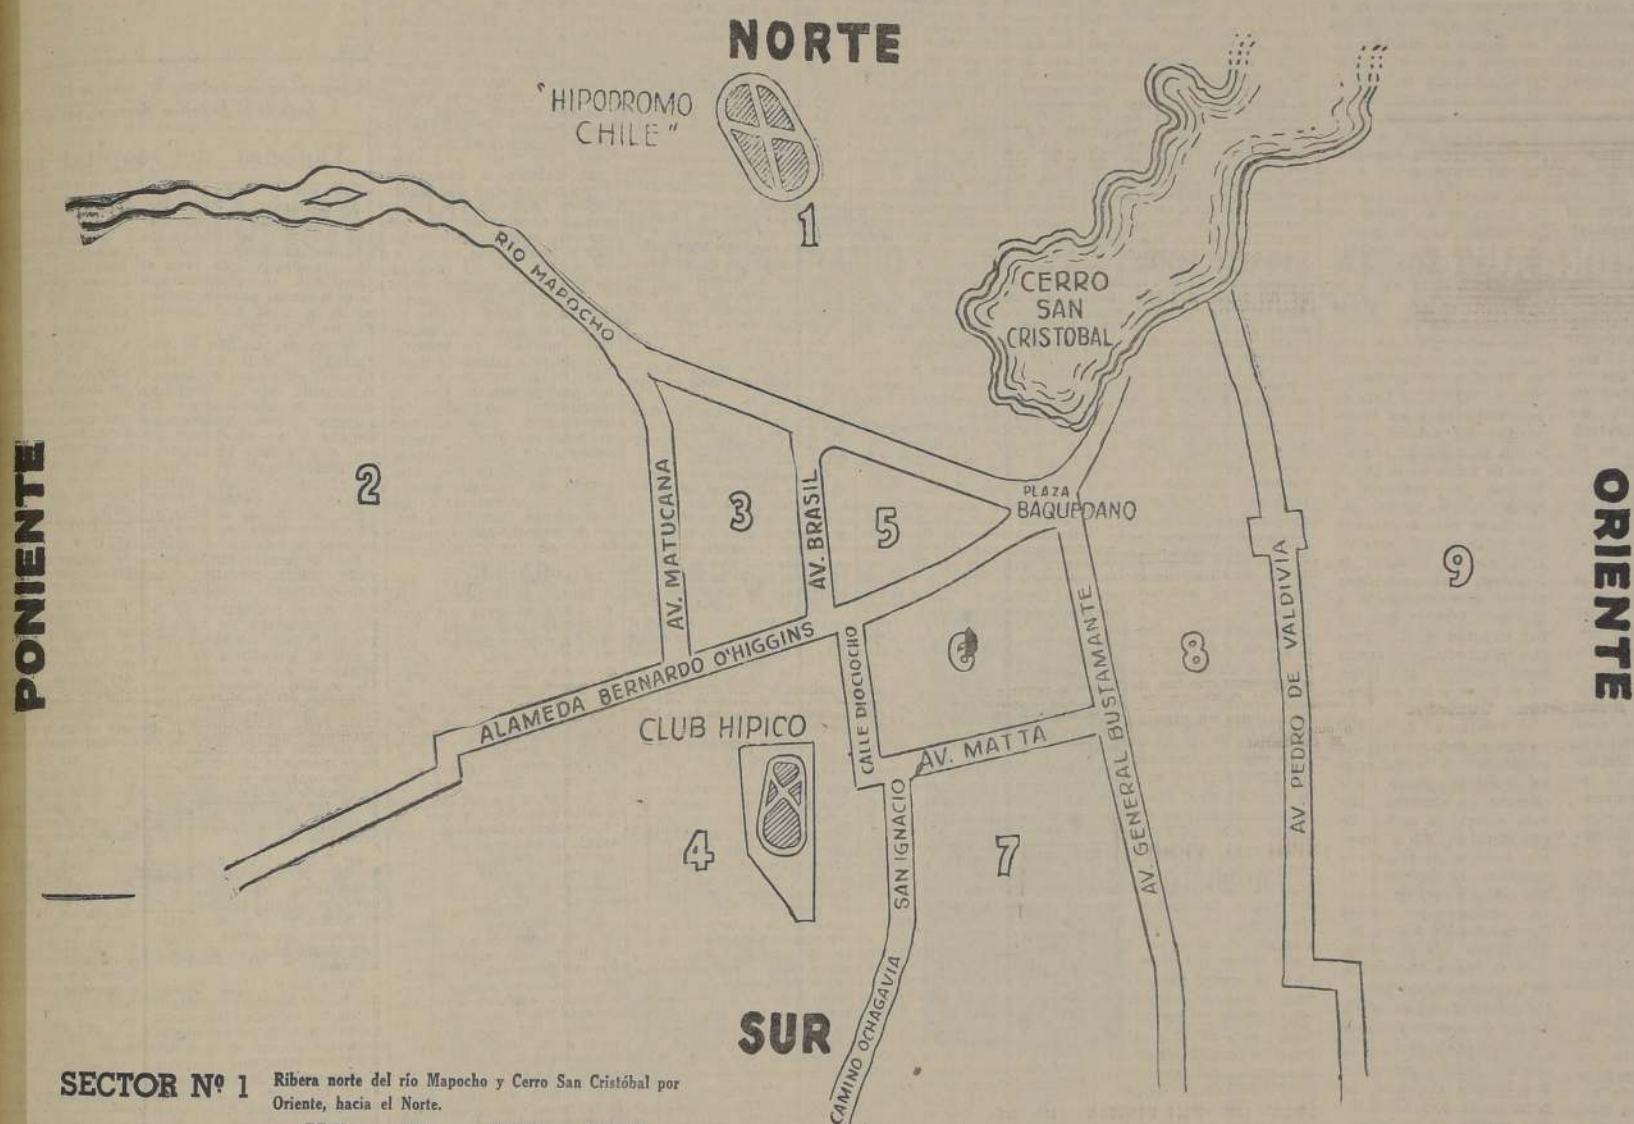 NORTE
"HIPODROMO
CHILE"
1
RIO MAPOCHO
CERRO
SAN
CRISTOBAL
PONIENTE
ORIENTE
2
3
5
AV. MATUCANA
AV. BRASIL
PLAZA
BAQUEDANO
9
8
ALAMEDA BERNARDO O'HIGGINS
CALLE DIOCIOCHO
AV. GENERAL BUSTAMANTE
AV. PEDRO DE VALDIVIA
CLUB HIPICO
AV. MATTA
4
SAN IGNACIO
7
CAMINO OCHAGAVIA
SUR
SECTOR Nº 1 Ribera norte del río Mapocho y Cerro San Cristóbal por
Oriente, hacia el Norte.